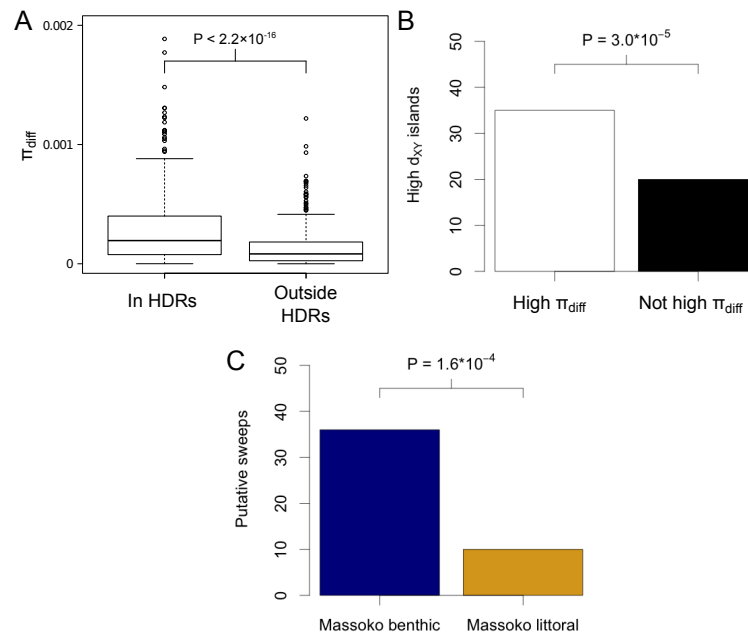 A
0.002
0.001
0
π_diff
P < 2.2×10⁻¹⁶
In HDRs
Outside
HDRs
B
50
40
30
20
10
0
High d_XY islands
P = 3.0*10⁻⁵
High π_diff
Not high π_diff
C
50
40
30
20
10
0
Putative sweeps
P = 1.6*10⁻⁴
Massoko benthic
Massoko littoral